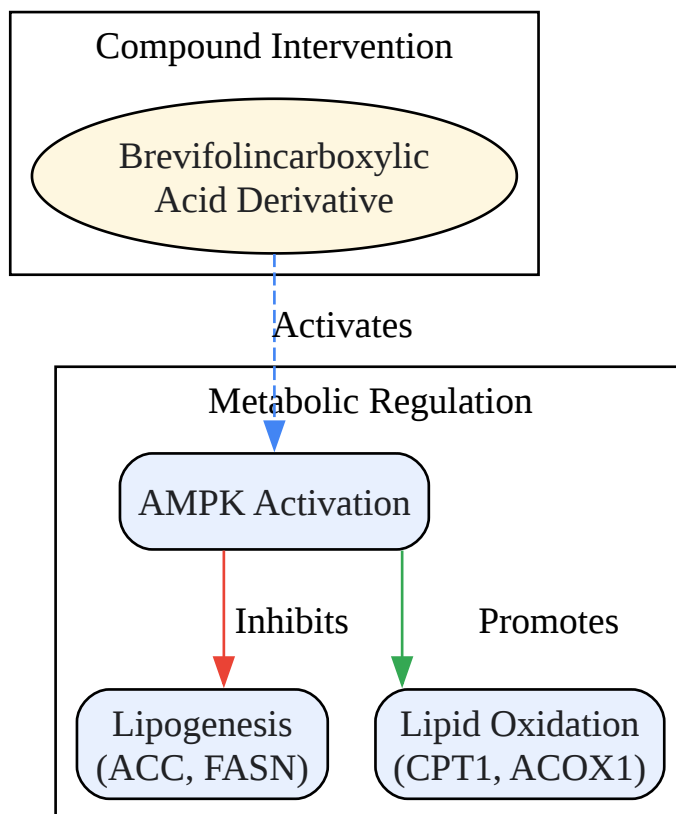 Compound Intervention
Brevifolincarboxylic
Acid Derivative
Activates
Metabolic Regulation
AMPK Activation
Inhibits
Promotes
Lipogenesis
(ACC, FASN)
Lipid Oxidation
(CPT1, ACOX1)